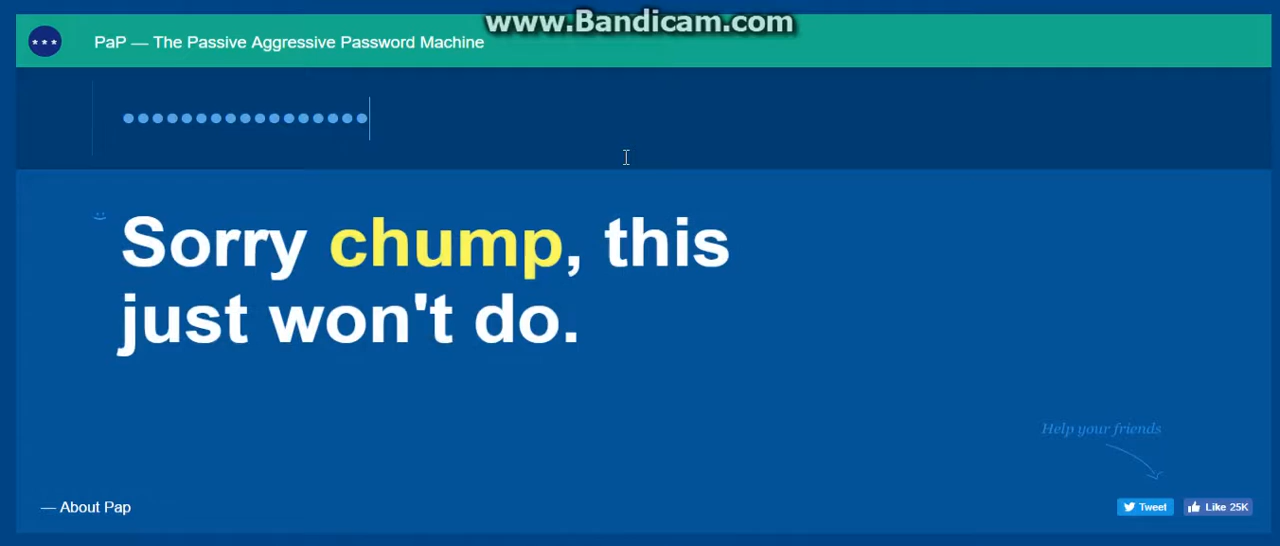 www.Bandicam.com
PaP — The Passive Aggressive Password Machine
Sorry chump, this
just won't do.
Help your friends
— About Pap
Tweet
Like 25K